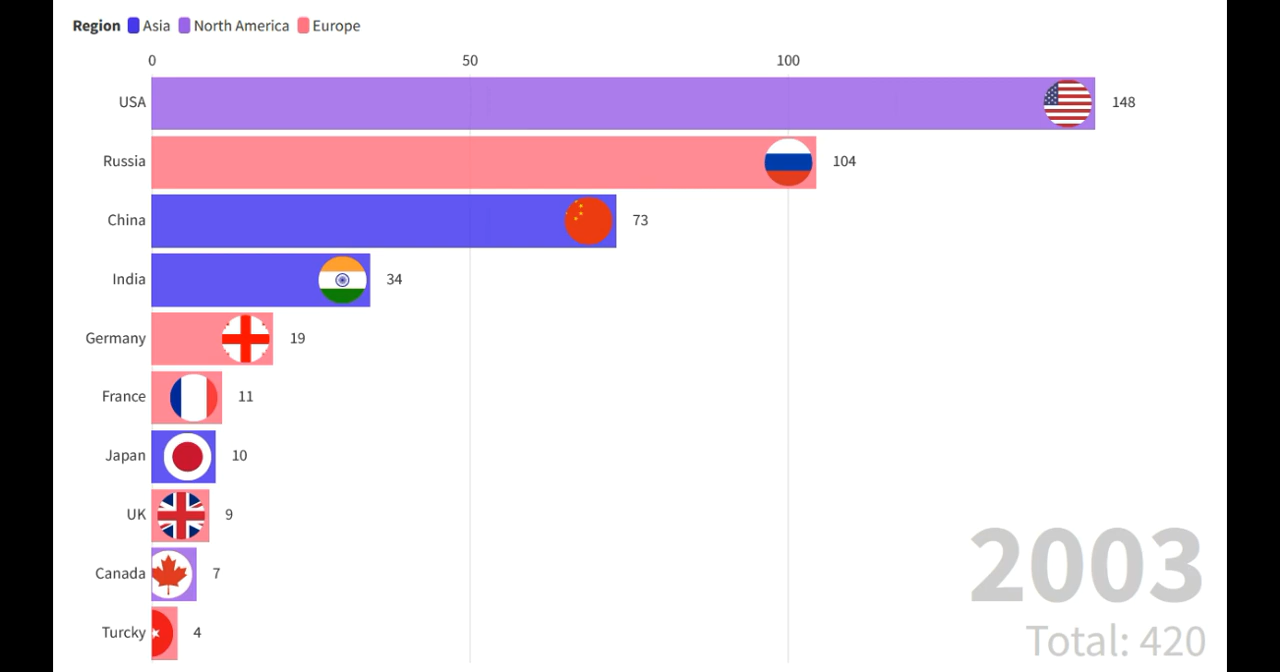 Region Asia North America Europe
0 50 100
USA 148
Russia 104
China 73
India 34
Germany 19
France 11
Japan 10
UK 9
Canada 7
Turcky 4
2003
Total: 420